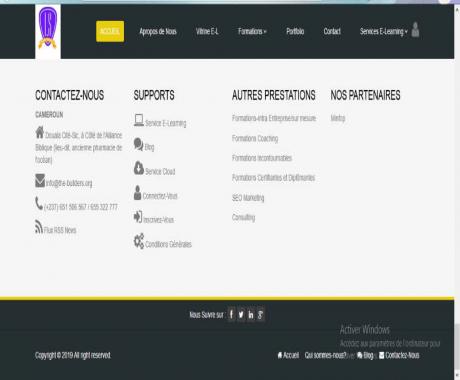 LS
ACCUEIL Apropos de Nous Vitrine E-L Formations Portfolio Contact Services E-Learning
CONTACTEZ-NOUS
CAMEROUN
Douala Cité-Sic, à Côté de l'Alliance
Biblique (lieu-dit, ancienne pharmacie de
l'océan)
info@the-builders.org
(+237) 651 506 567 / 655 322 777
Flux RSS News
SUPPORTS
Service E-Learning
Blog
Service Cloud
Connectez-Vous
Inscrivez-Vous
Conditions Générales
AUTRES PRESTATIONS
Formations-intra Entreprise/sur mesure
Formations Coaching
Formations Incontournables
Formations Certifiantes et Diplômantes
SEO Marketing
Consulting
NOS PARTENAIRES
Minfop
Nous Suivre sur :
Activer Windows
Accédez aux paramètres de l'ordinateur pour
Copyright © 2019 All right reserved.
Accueil Qui sommes-nous? Blog Contactez-Nous